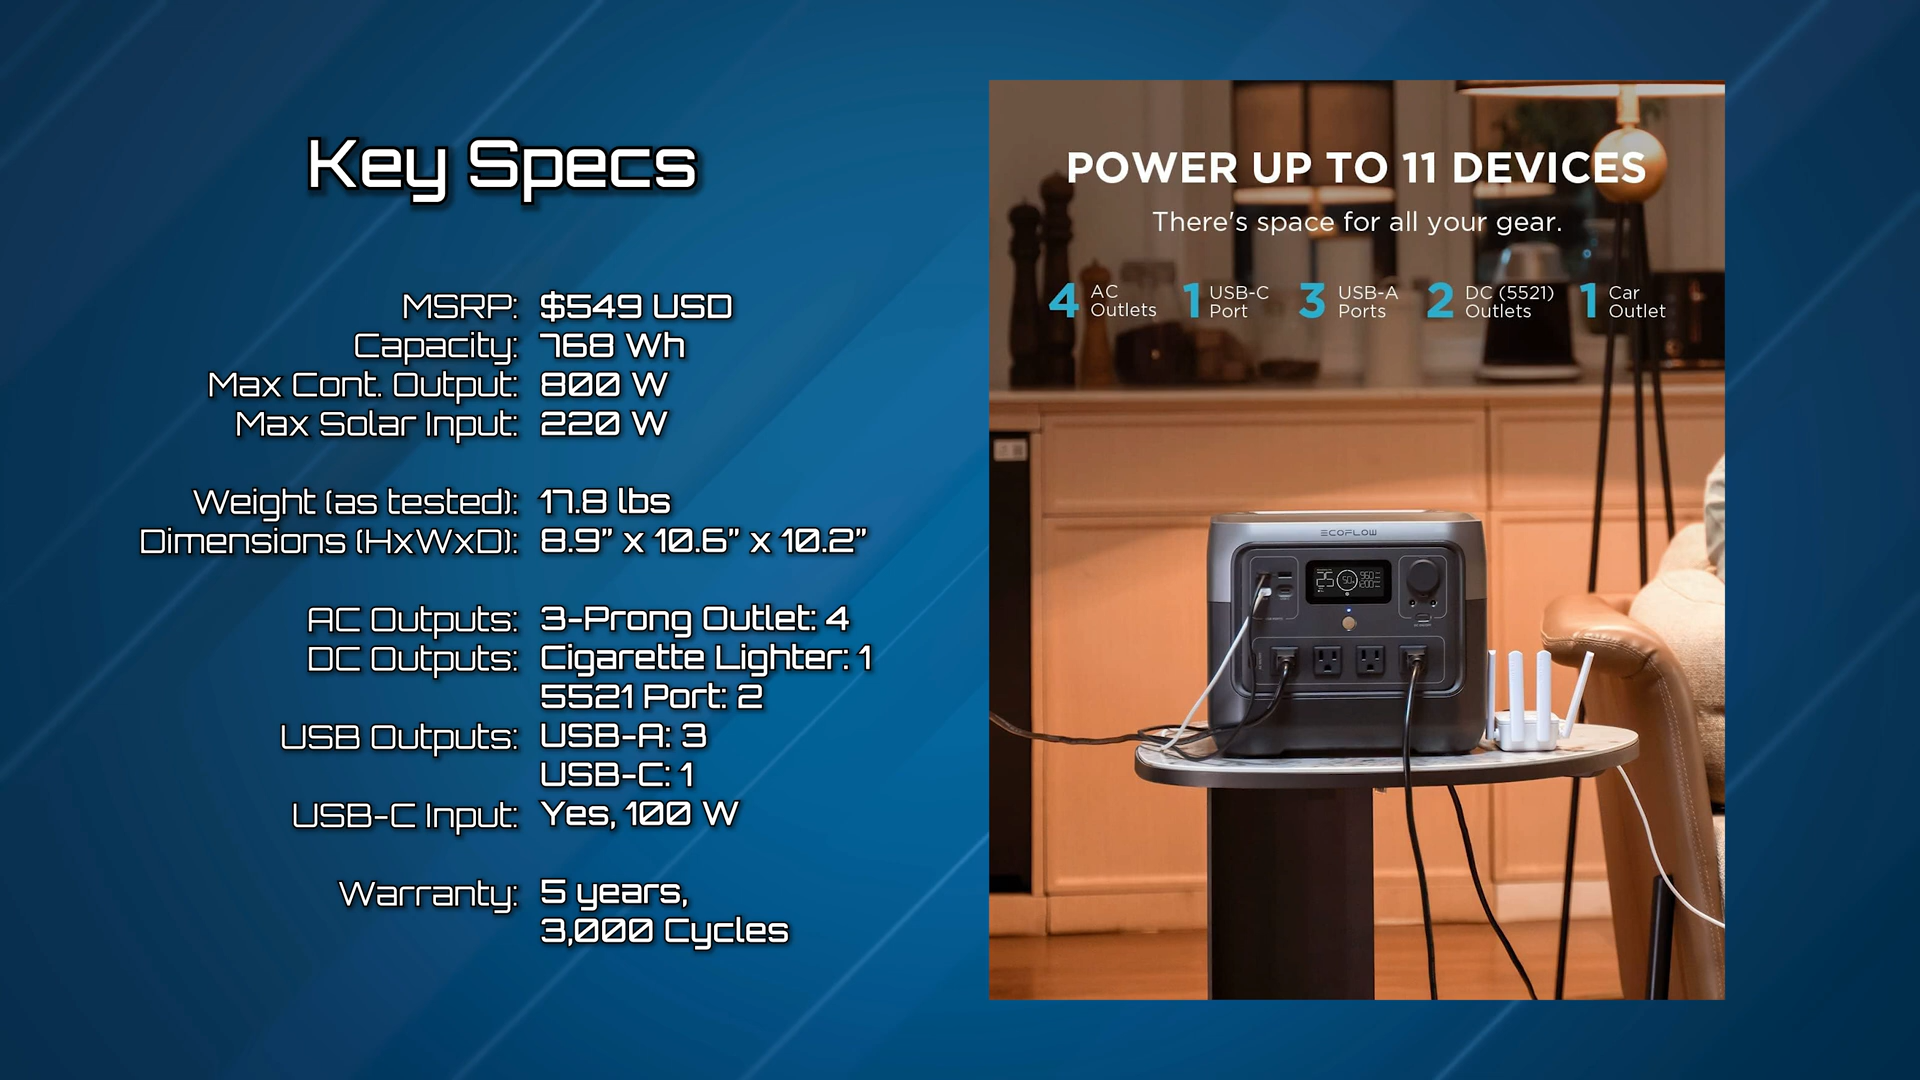 Key Specs
MSRP: $549 USD
Capacity: 768 Wh
Max Cont. Output: 800 W
Max Solar Input: 220 W
Weight (as tested): 17.8 lbs
Dimensions (HxWxD): 8.9” x 10.6” x 10.2”
AC Outputs: 3-Prong Outlet: 4
DC Outputs: Cigarette Lighter: 1
5521 Port: 2
USB Outputs: USB-A: 3
USB-C: 1
USB-C Input: Yes, 100 W
Warranty: 5 years,
3,000 Cycles
POWER UP TO 11 DEVICES
There's space for all your gear.
4 AC Outlets
1 USB-C Port
3 USB-A Ports
2 DC (5521) Outlets
1 Car Outlet
ECOFLOW